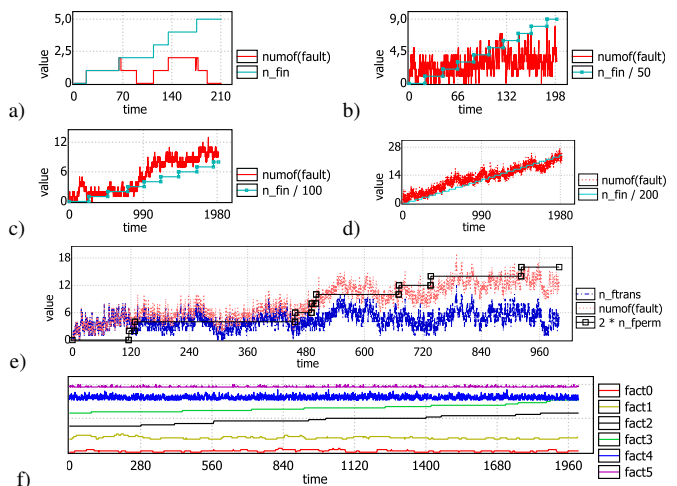 5,0
2,5
0,0
value
0 70 140 210
time
numof(fault)
n_fin
a)
9,0
4,5
0,0
value
0 66 132 198
time
numof(fault)
n_fin / 50
b)
12
6
0
value
0 990 1980
time
numof(fault)
n_fin / 100
c)
28
14
0
value
0 990 1980
time
numof(fault)
n_fin / 200
d)
18
12
6
0
value
0 120 240 360 480 600 720 840 960
time
n_ftrans
numof(fault)
2 * n_fperm
e)
0 280 560 840 1120 1400 1680 1960
time
fact0
fact1
fact2
fact3
fact4
fact5
f)